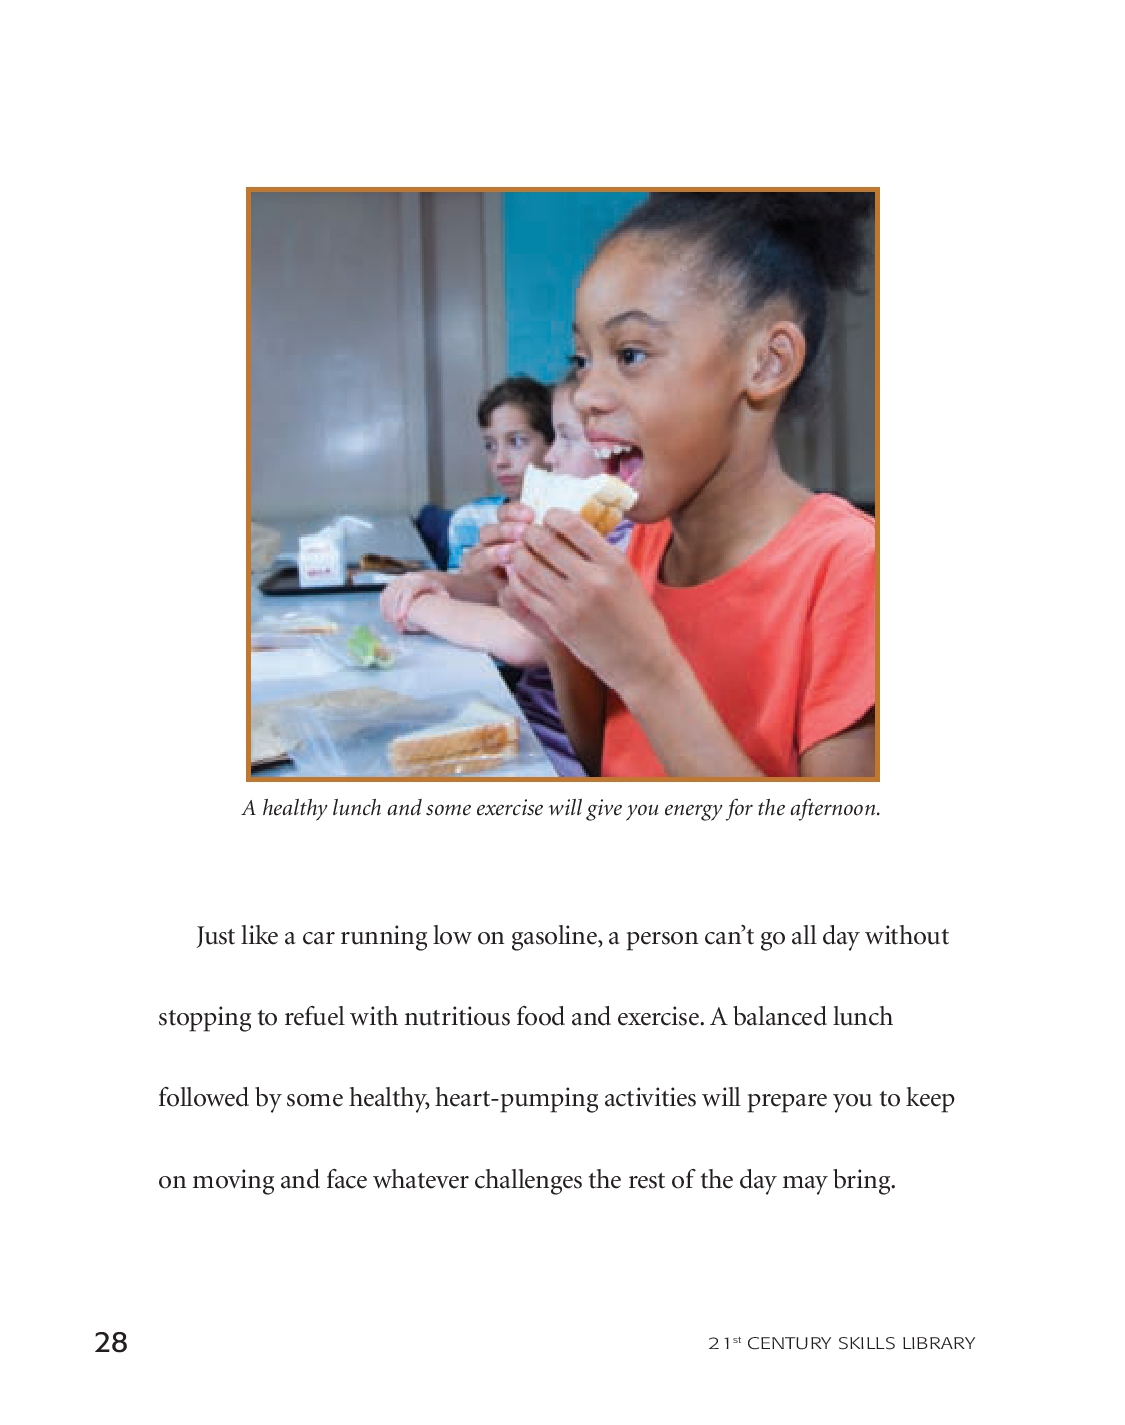 A healthy lunch and some exercise will give you energy for the afternoon.
Just like a car running low on gasoline, a person can’t go all day without
stopping to refuel with nutritious food and exercise. A balanced lunch
followed by some healthy, heart-pumping activities will prepare you to keep
on moving and face whatever challenges the rest of the day may bring.
28
21st CENTURY SKILLS LIBRARY